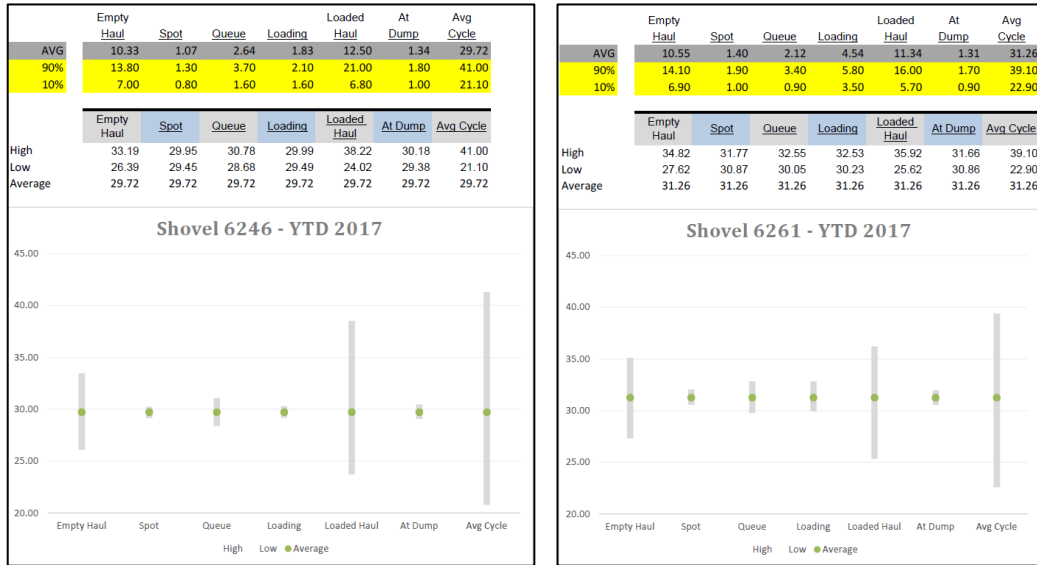 Empty Loaded At Avg
Haul Spot Queue Loading Haul Dump Cycle
AVG 10.33 1.07 2.64 1.83 12.50 1.34 29.72
90% 13.80 1.30 3.70 2.10 21.00 1.80 41.00
10% 7.00 0.80 1.60 1.60 6.80 1.00 21.10
Empty Haul Spot Queue Loading Loaded Haul At Dump Avg Cycle
High 33.19 29.95 30.78 29.99 38.22 30.18 41.00
Low 26.39 29.45 28.68 29.49 24.02 29.38 21.10
Average 29.72 29.72 29.72 29.72 29.72 29.72 29.72
Shovel 6246 - YTD 2017
45.00
40.00
35.00
30.00
25.00
20.00
Empty Haul Spot Queue Loading Loaded Haul At Dump Avg Cycle
High Low Average
Empty Loaded At Avg
Haul Spot Queue Loading Haul Dump Cycle
AVG 10.55 1.40 2.12 4.54 11.34 1.31 31.26
90% 14.10 1.90 3.40 5.80 16.00 1.70 39.10
10% 6.90 1.00 0.90 3.50 5.70 0.90 22.90
Empty Haul Spot Queue Loading Loaded Haul At Dump Avg Cycle
High 34.82 31.77 32.55 32.53 35.92 31.66 39.10
Low 27.62 30.87 30.05 30.23 25.62 30.86 22.90
Average 31.26 31.26 31.26 31.26 31.26 31.26 31.26
Shovel 6261 - YTD 2017
45.00
40.00
35.00
30.00
25.00
20.00
Empty Haul Spot Queue Loading Loaded Haul At Dump Avg Cycle
High Low Average